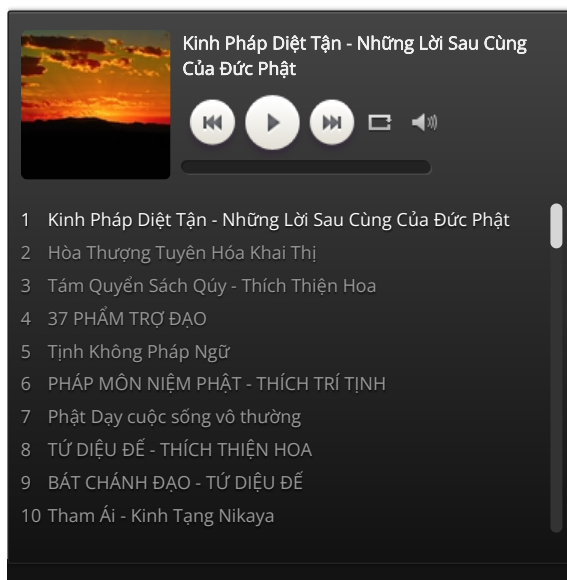 Kinh Pháp Diệt Tận - Những Lời Sau Cùng
Của Đức Phật
1 Kinh Pháp Diệt Tận - Những Lời Sau Cùng Của Đức Phật
2 Hòa Thượng Tuyên Hóa Khai Thị
3 Tám Quyển Sách Qúy - Thích Thiện Hoa
4 37 PHẨM TRỢ ĐẠO
5 Tịnh Không Pháp Ngữ
6 PHÁP MÔN NIỆM PHẬT - THÍCH TRÍ TỊNH
7 Phật Dạy cuộc sống vô thường
8 TỨ DIỆU ĐẾ - THÍCH THIỆN HOA
9 BÁT CHÁNH ĐẠO - TỨ DIỆU ĐẾ
10 Tham Ái - Kinh Tạng Nikaya